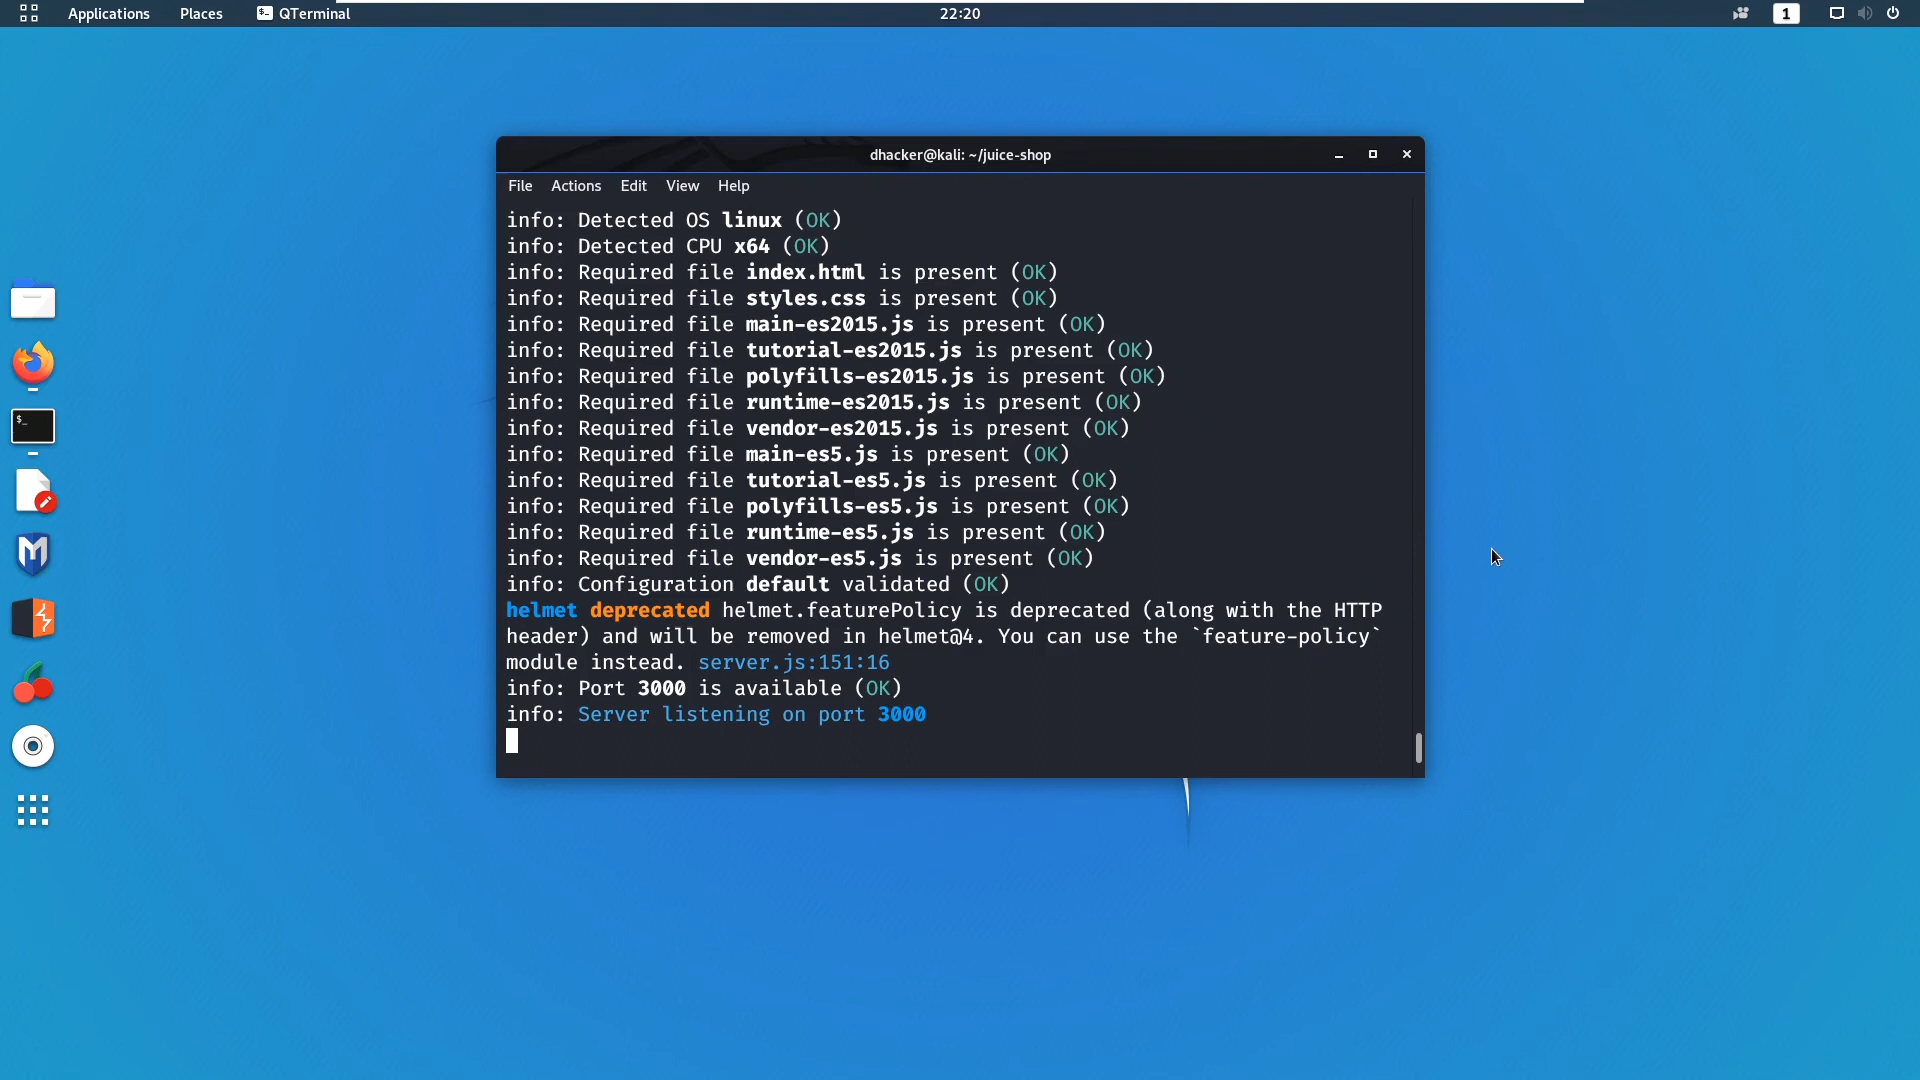 Applications Places QTerminal 22:20 1
dhacker@kali: ~/juice-shop
File Actions Edit View Help
info: Detected OS linux (OK)
info: Detected CPU x64 (OK)
info: Required file index.html is present (OK)
info: Required file styles.css is present (OK)
info: Required file main-es2015.js is present (OK)
info: Required file tutorial-es2015.js is present (OK)
info: Required file polyfills-es2015.js is present (OK)
info: Required file runtime-es2015.js is present (OK)
info: Required file vendor-es2015.js is present (OK)
info: Required file main-es5.js is present (OK)
info: Required file tutorial-es5.js is present (OK)
info: Required file polyfills-es5.js is present (OK)
info: Required file runtime-es5.js is present (OK)
info: Required file vendor-es5.js is present (OK)
info: Configuration default validated (OK)
helmet deprecated helmet.featurePolicy is deprecated (along with the HTTP
header) and will be removed in helmet@4. You can use the `feature-policy`
module instead. server.js:151:16
info: Port 3000 is available (OK)
info: Server listening on port 3000